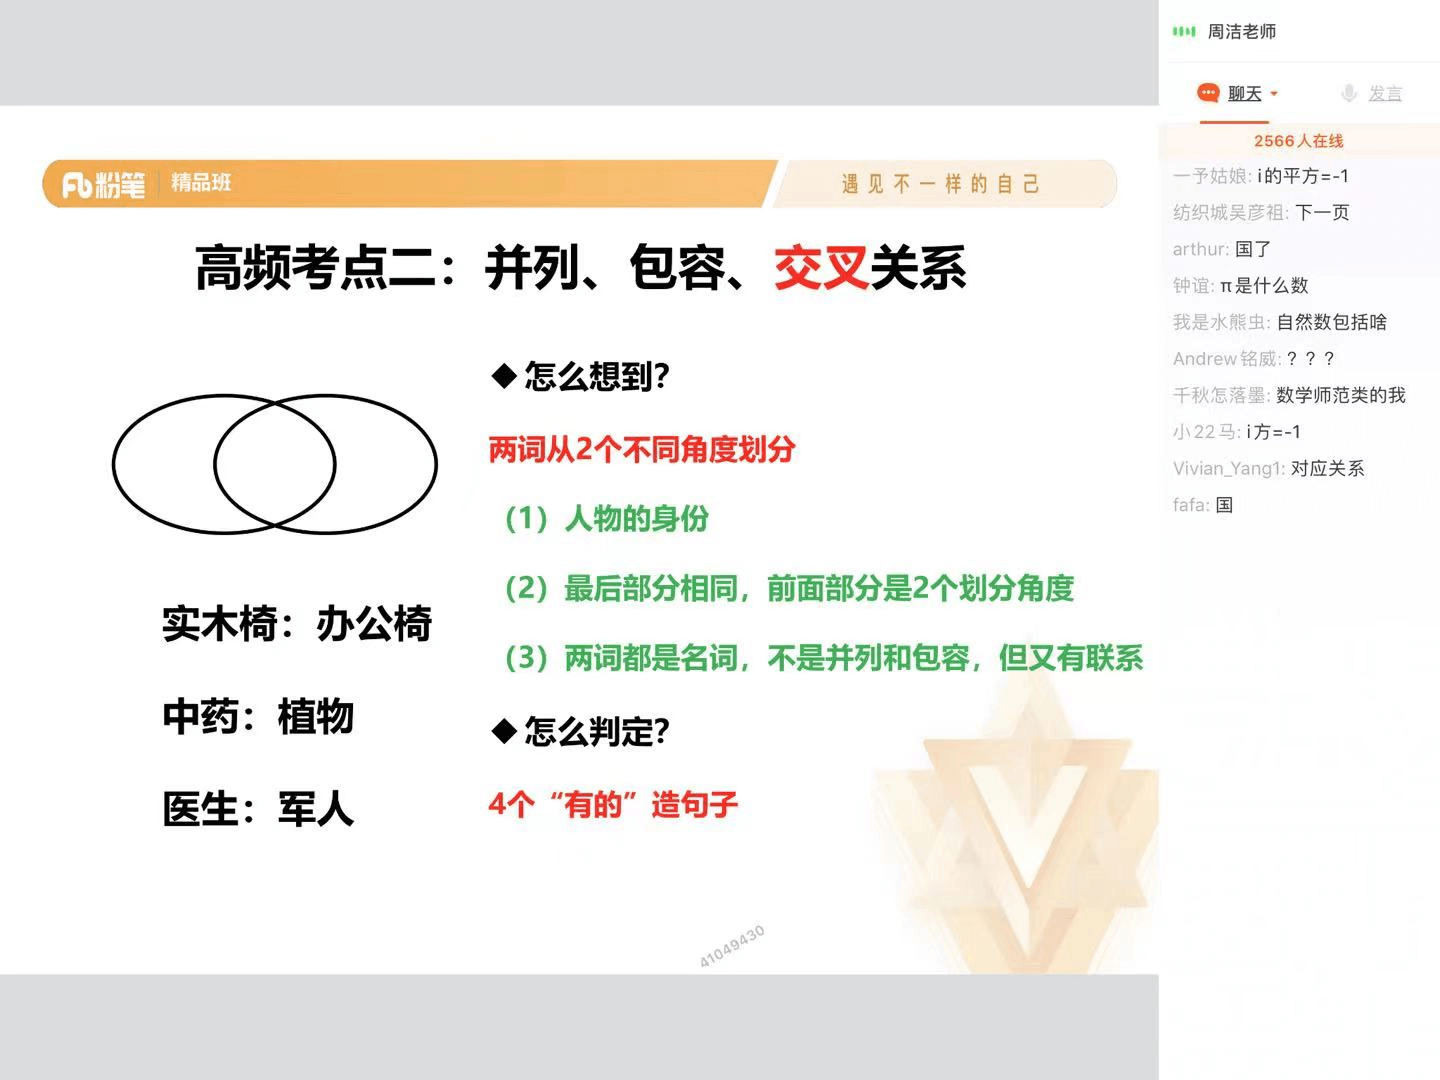 粉笔 精品班
遇见不一样的自己
高频考点二：并列、包容、交叉关系
◆ 怎么想到？
两词从2个不同角度划分
（1）人物的身份
（2）最后部分相同，前面部分是2个划分角度
（3）两词都是名词，不是并列和包容，但又有联系
◆ 怎么判定？
4个“有的”造句子
实木椅：办公椅
中药：植物
医生：军人
41049430
周洁老师
聊天 发言
2566人在线
一予姑娘: i的平方=-1
纺织城吴彦祖: 下一页
arthur: 国了
钟谊: π是什么数
我是水熊虫: 自然数包括啥
Andrew铭威: ？？？
千秋怎落墨: 数学师范类的我
小22马: i方=-1
Vivian_Yang1: 对应关系
fafa: 国